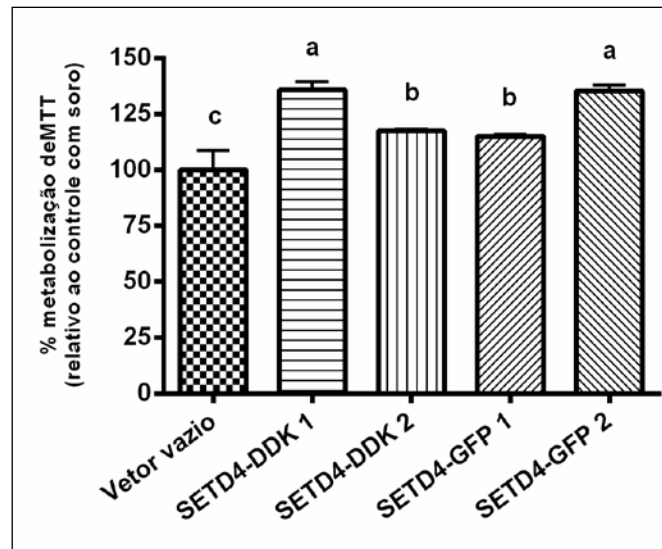 % metabolização deMTT
(relativo ao controle com soro)
150
125
100
75
50
25
0
c
a
b
b
a
Vetor vazio
SETD4-DDK 1
SETD4-DDK 2
SETD4-GFP 1
SETD4-GFP 2